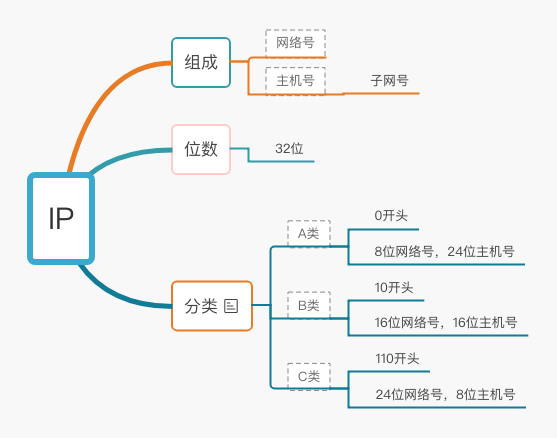 IP
组成
网络号
主机号
子网号
位数
32位
分类
A类
0开头
8位网络号，24位主机号
B类
10开头
16位网络号，16位主机号
C类
110开头
24位网络号，8位主机号